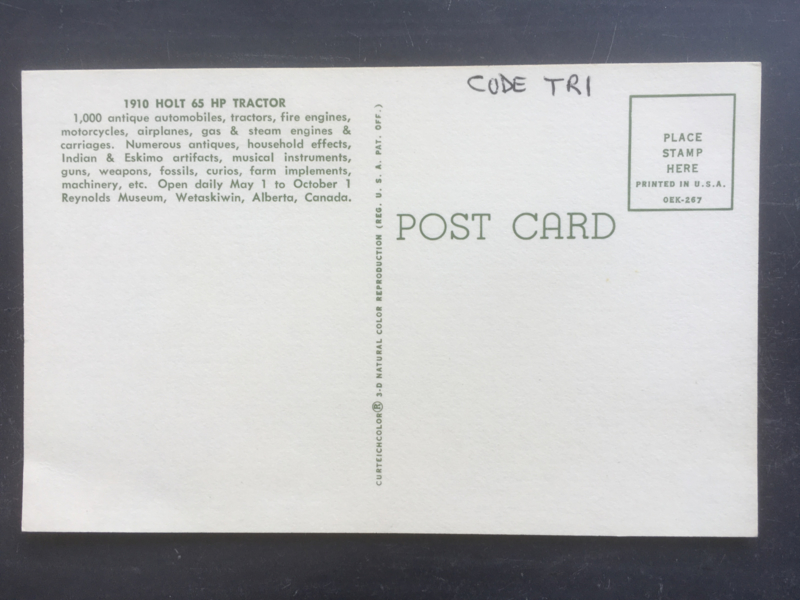 1910 HOLT 65 HP TRACTOR
1,000 antique automobiles, tractors, fire engines,
motorcycles, airplanes, gas & steam engines &
carriages. Numerous antiques, household effects,
Indian & Eskimo artifacts, musical instruments,
guns, weapons, fossils, curios, farm implements,
machinery, etc. Open daily May 1 to October 1
Reynolds Museum, Wetaskiwin, Alberta, Canada.
CURTEICHCOLOR® 3-D NATURAL COLOR REPRODUCTION (REG. U. S. A. PAT. OFF.)
CODE TRI
POST CARD
PLACE
STAMP
HERE
PRINTED IN U.S.A.
OEK-267